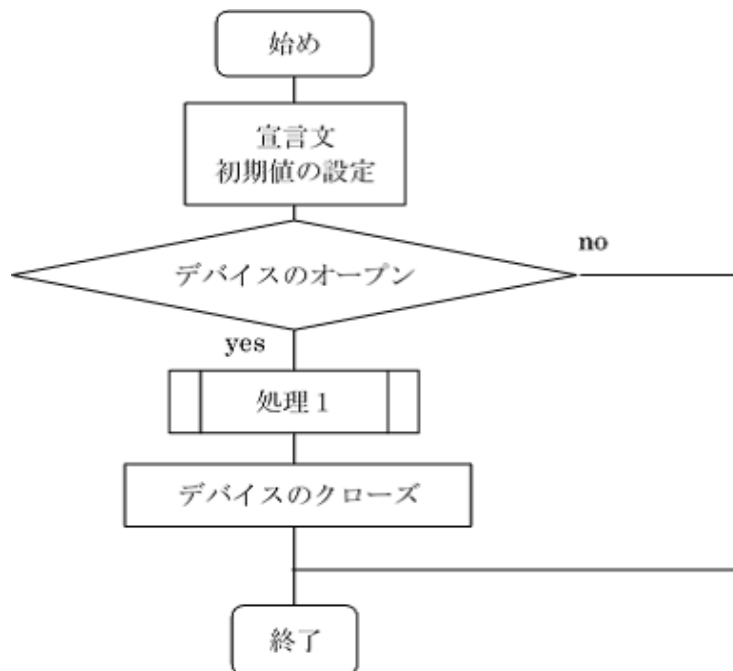 始め
宣言文
初期値の設定
デバイスのオープン
no
yes
処理 1
デバイスのクローズ
終了